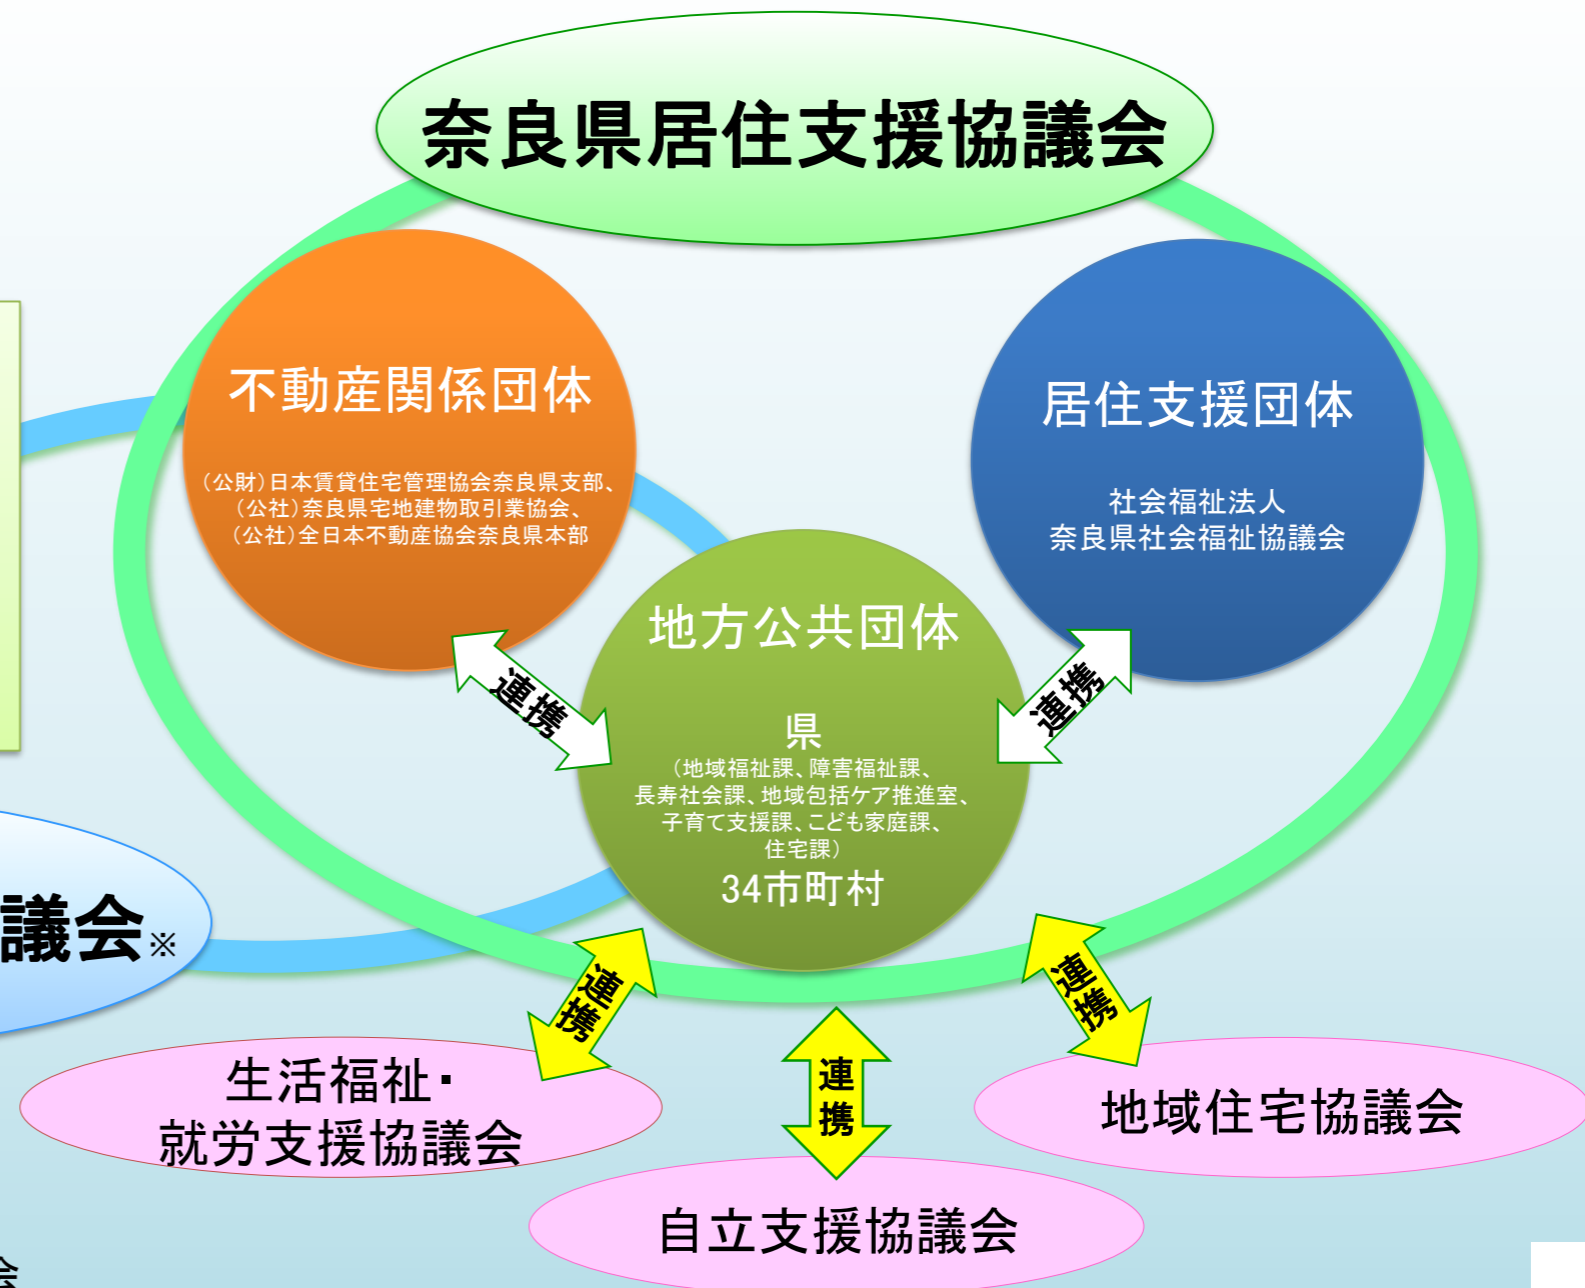 奈良県居住支援協議会
不動産関係団体
（公財）日本賃貸住宅管理協会奈良県支部、
（公社）奈良県宅地建物取引業協会、
（公社）全日本不動産協会奈良県本部
居住支援団体
社会福祉法人
奈良県社会福祉協議会
地方公共団体
県
（地域福祉課、障害福祉課、
長寿社会課、地域包括ケア推進室、
子育て支援課、こども家庭課、
住宅課）
34市町村
連携
連携
議会※
連携
連携
連携
生活福祉・
就労支援協議会
自立支援協議会
地域住宅協議会
会